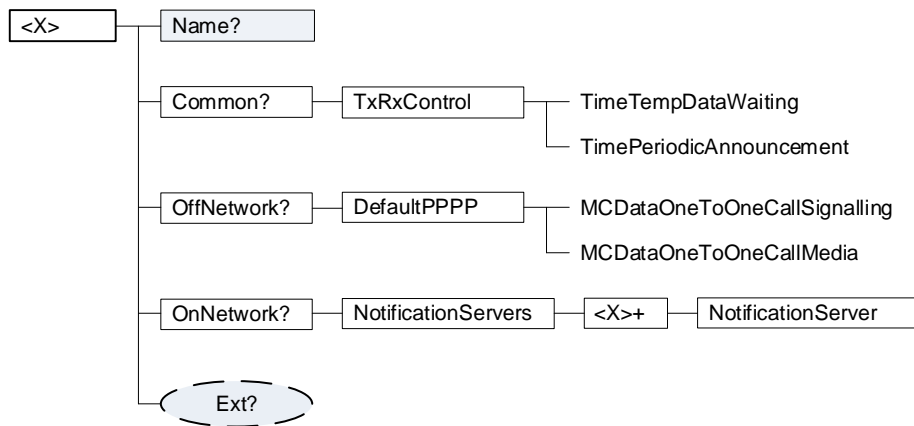 <X>
Name?
Common?
TxRxControl
TimeTempDataWaiting
TimePeriodicAnnouncement
OffNetwork?
DefaultPPPP
MCDataOneToOneCallSignalling
MCDataOneToOneCallMedia
OnNetwork?
NotificationServers
<X>+
NotificationServer
Ext?